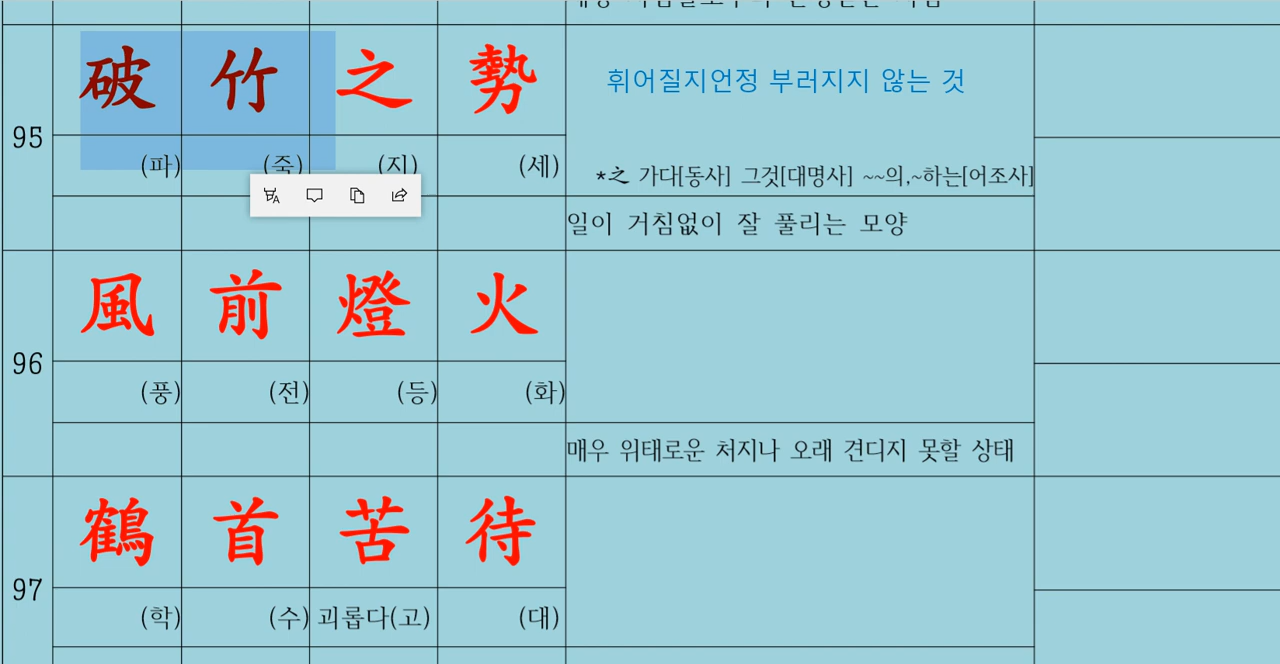 破 竹 之 勢
휘어질지언정 부러지지 않는 것
95
(파) (죽) (지) (세)
*之 가다[동사] 그것[대명사] ~~의,~하는[어조사]
일이 거침없이 잘 풀리는 모양
風 前 燈 火
96
(풍) (전) (등) (화)
매우 위태로운 처지나 오래 견디지 못할 상태
鶴 首 苦 待
97
(학) (수) 괴롭다(고) (대)